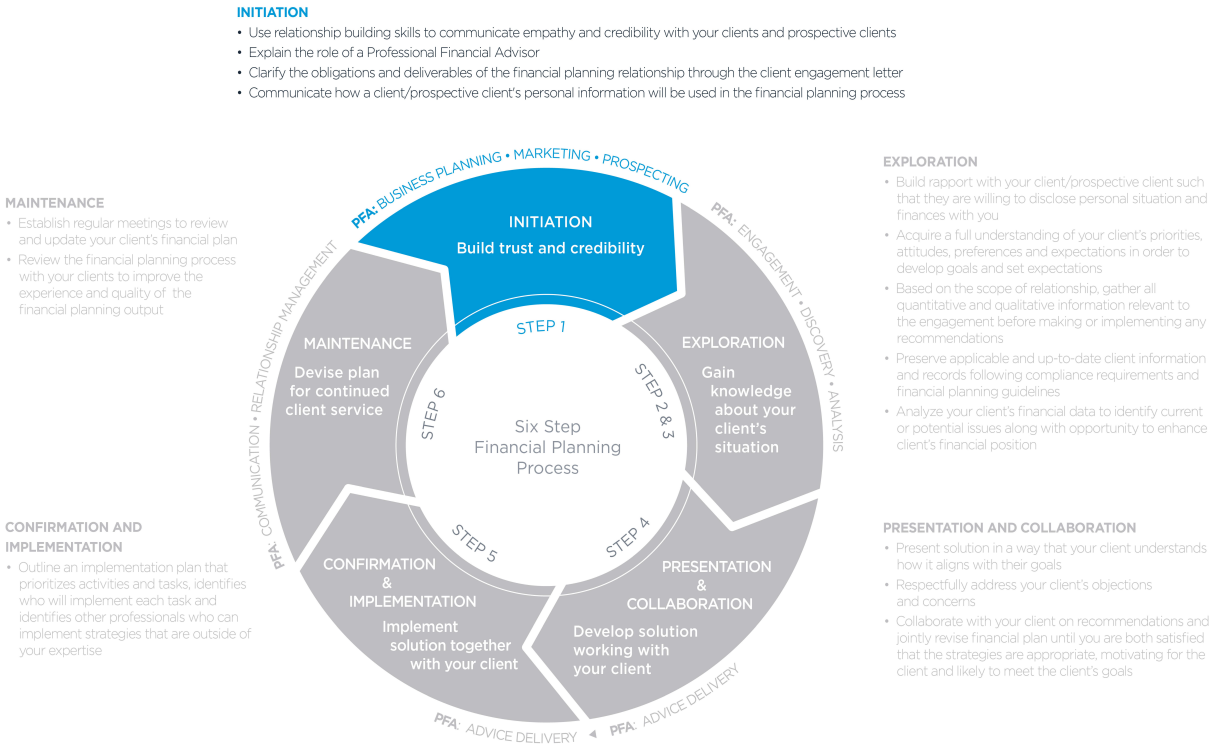 INITIATION
• Use relationship building skills to communicate empathy and credibility with your clients and prospective clients
• Explain the role of a Professional Financial Advisor
• Clarify the obligations and deliverables of the financial planning relationship through the client engagement letter
• Communicate how a client/prospective client's personal information will be used in the financial planning process
PFA: BUSINESS PLANNING • MARKETING • PROSPECTING
INITIATION
Build trust and credibility
STEP 1
PFA: ENGAGEMENT • DISCOVERY • ANALYSIS
EXPLORATION
Gain
knowledge
about your
client's
situation
STEP 2 & 3
EXPLORATION
• Build rapport with your client/prospective client such
that they are willing to disclose personal situation and
finances with you
• Acquire a full understanding of your client's priorities,
attitudes, preferences and expectations in order to
develop goals and set expectations
• Based on the scope of relationship, gather all
quantitative and qualitative information relevant to
the engagement before making or implementing any
recommendations
• Preserve applicable and up-to-date client information
and records following compliance requirements and
financial planning guidelines
• Analyze your client's financial data to identify current
or potential issues along with opportunity to enhance
client's financial position
Six Step
Financial Planning
Process
STEP 4
PRESENTATION
&
COLLABORATION
Develop solution
working with
your client
PFA: ADVICE DELIVERY
PRESENTATION AND COLLABORATION
• Present solution in a way that your client understands
how it aligns with their goals
• Respectfully address your client's objections
and concerns
• Collaborate with your client on recommendations and
jointly revise financial plan until you are both satisfied
that the strategies are appropriate, motivating for the
client and likely to meet the client's goals
STEP 5
CONFIRMATION
&
IMPLEMENTATION
Implement
solution together
with your client
PFA: ADVICE DELIVERY
CONFIRMATION AND
IMPLEMENTATION
• Outline an implementation plan that
prioritizes activities and tasks, identifies
who will implement each task and
identifies other professionals who can
implement strategies that are outside of
your expertise
STEP 6
MAINTENANCE
Devise plan
for continued
client service
PFA: COMMUNICATION • RELATIONSHIP MANAGEMENT
MAINTENANCE
• Establish regular meetings to review
and update your client's financial plan
• Review the financial planning process
with your clients to improve the
experience and quality of the
financial planning output